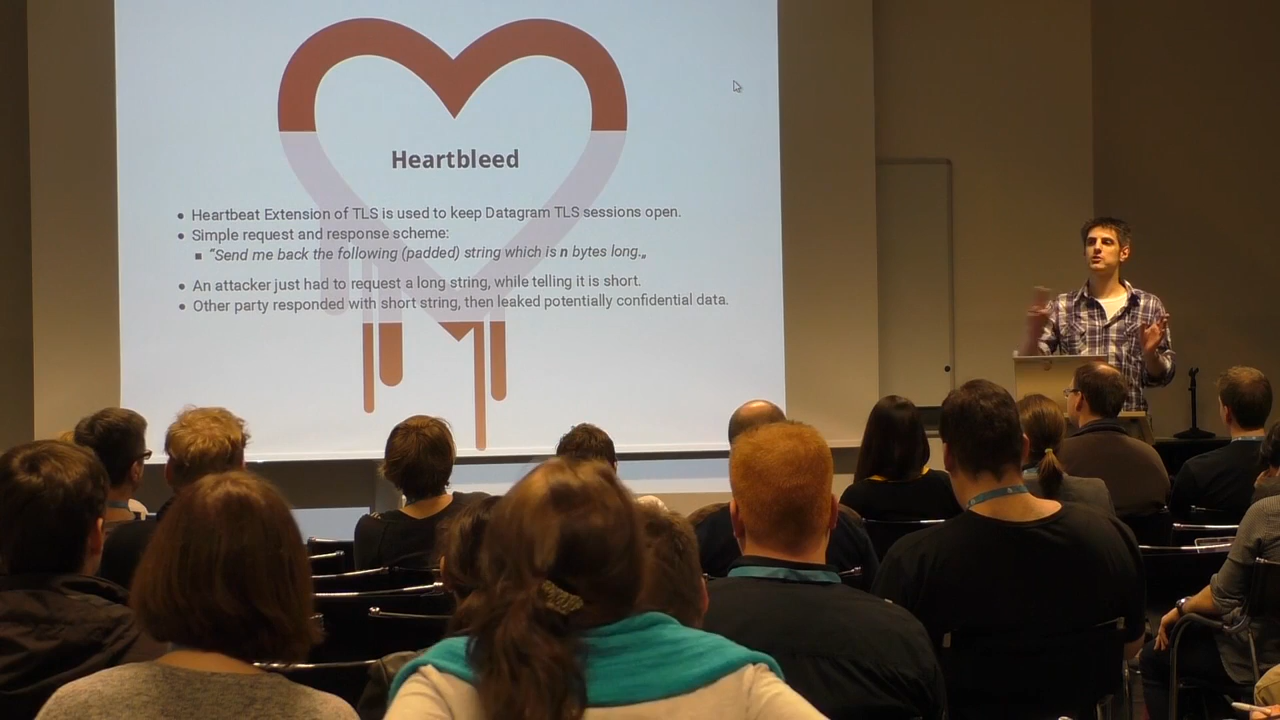 Heartbleed
● Heartbeat Extension of TLS is used to keep Datagram TLS sessions open.
● Simple request and response scheme:
■ "Send me back the following (padded) string which is n bytes long.„
● An attacker just had to request a long string, while telling it is short.
● Other party responded with short string, then leaked potentially confidential data.